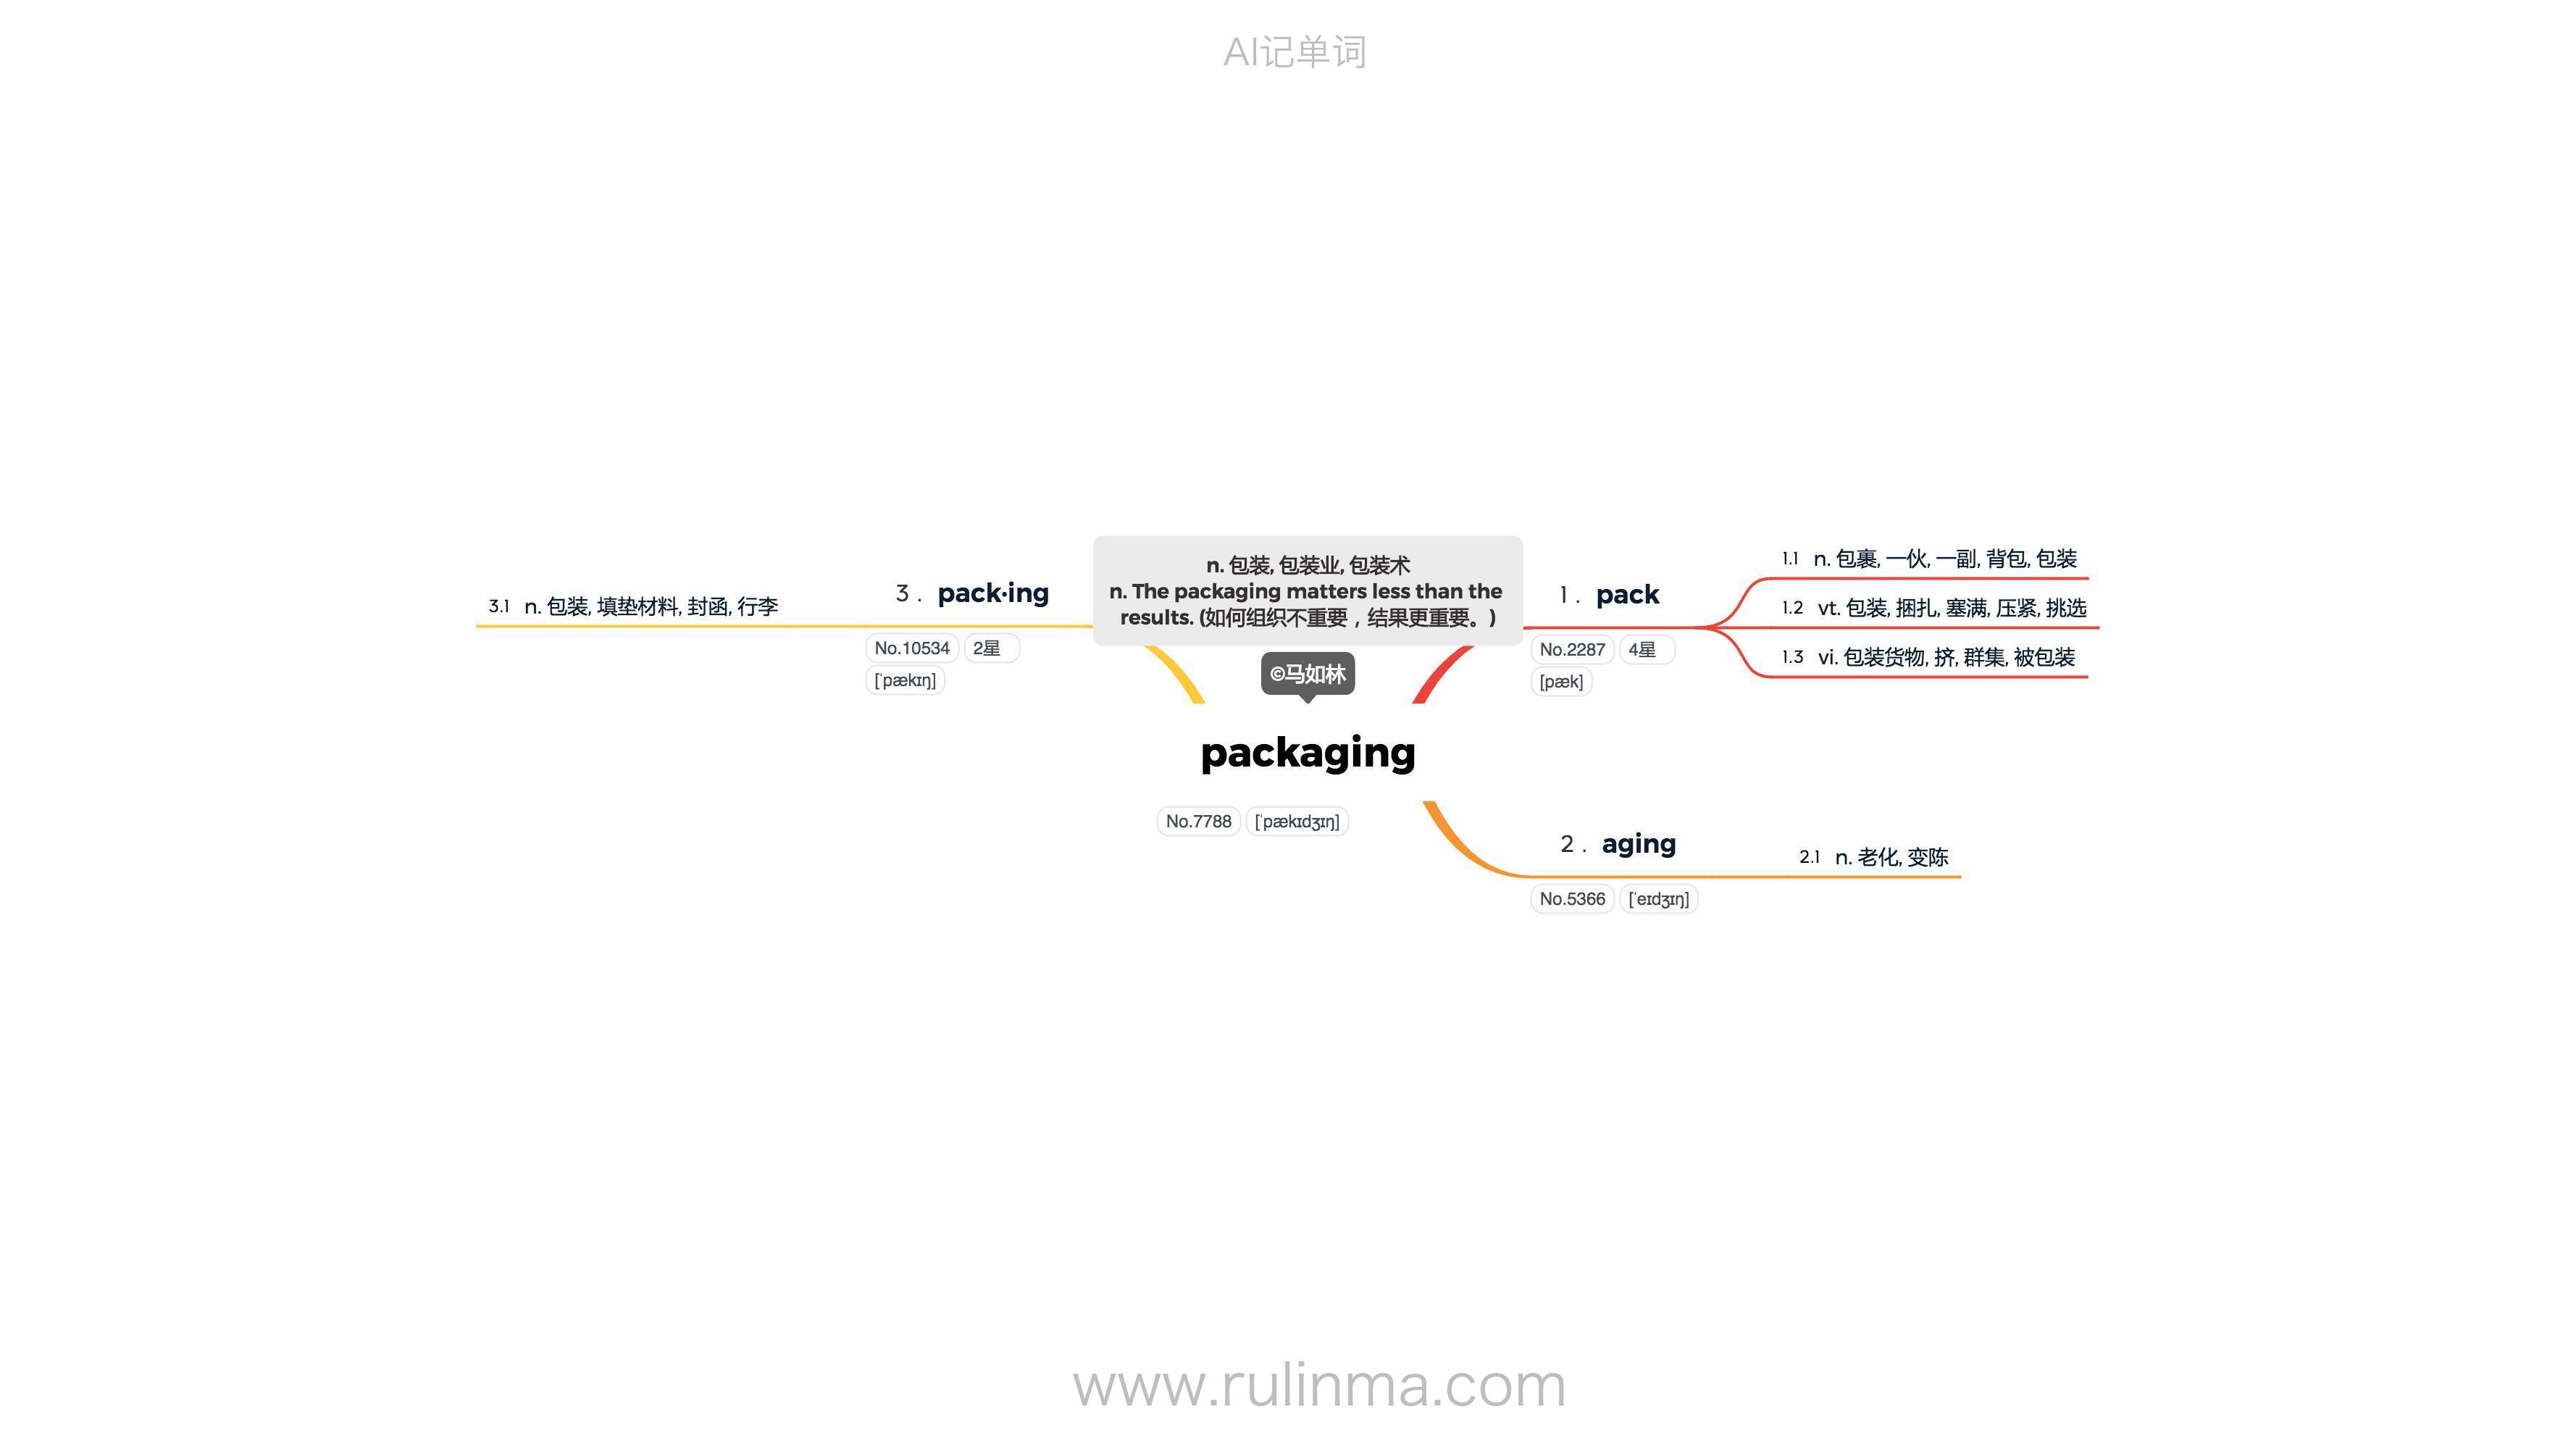 AI记单词
n. 包装, 包装业, 包装术
n. The packaging matters less than the
results. (如何组织不重要，结果更重要。)
©马如林
packaging
No.7788 [ˈpækɪdʒɪŋ]
1. pack
No.2287 4星
[pæk]
1.1 n. 包裹, 一伙, 一副, 背包, 包装
1.2 vt. 包装, 捆扎, 塞满, 压紧, 挑选
1.3 vi. 包装货物, 挤, 群集, 被包装
2. aging
No.5366 [ˈeɪdʒɪŋ]
2.1 n. 老化, 变陈
3. pack·ing
No.10534 2星
[ˈpækɪŋ]
3.1 n. 包装, 填垫材料, 封函, 行李
www.rulinma.com